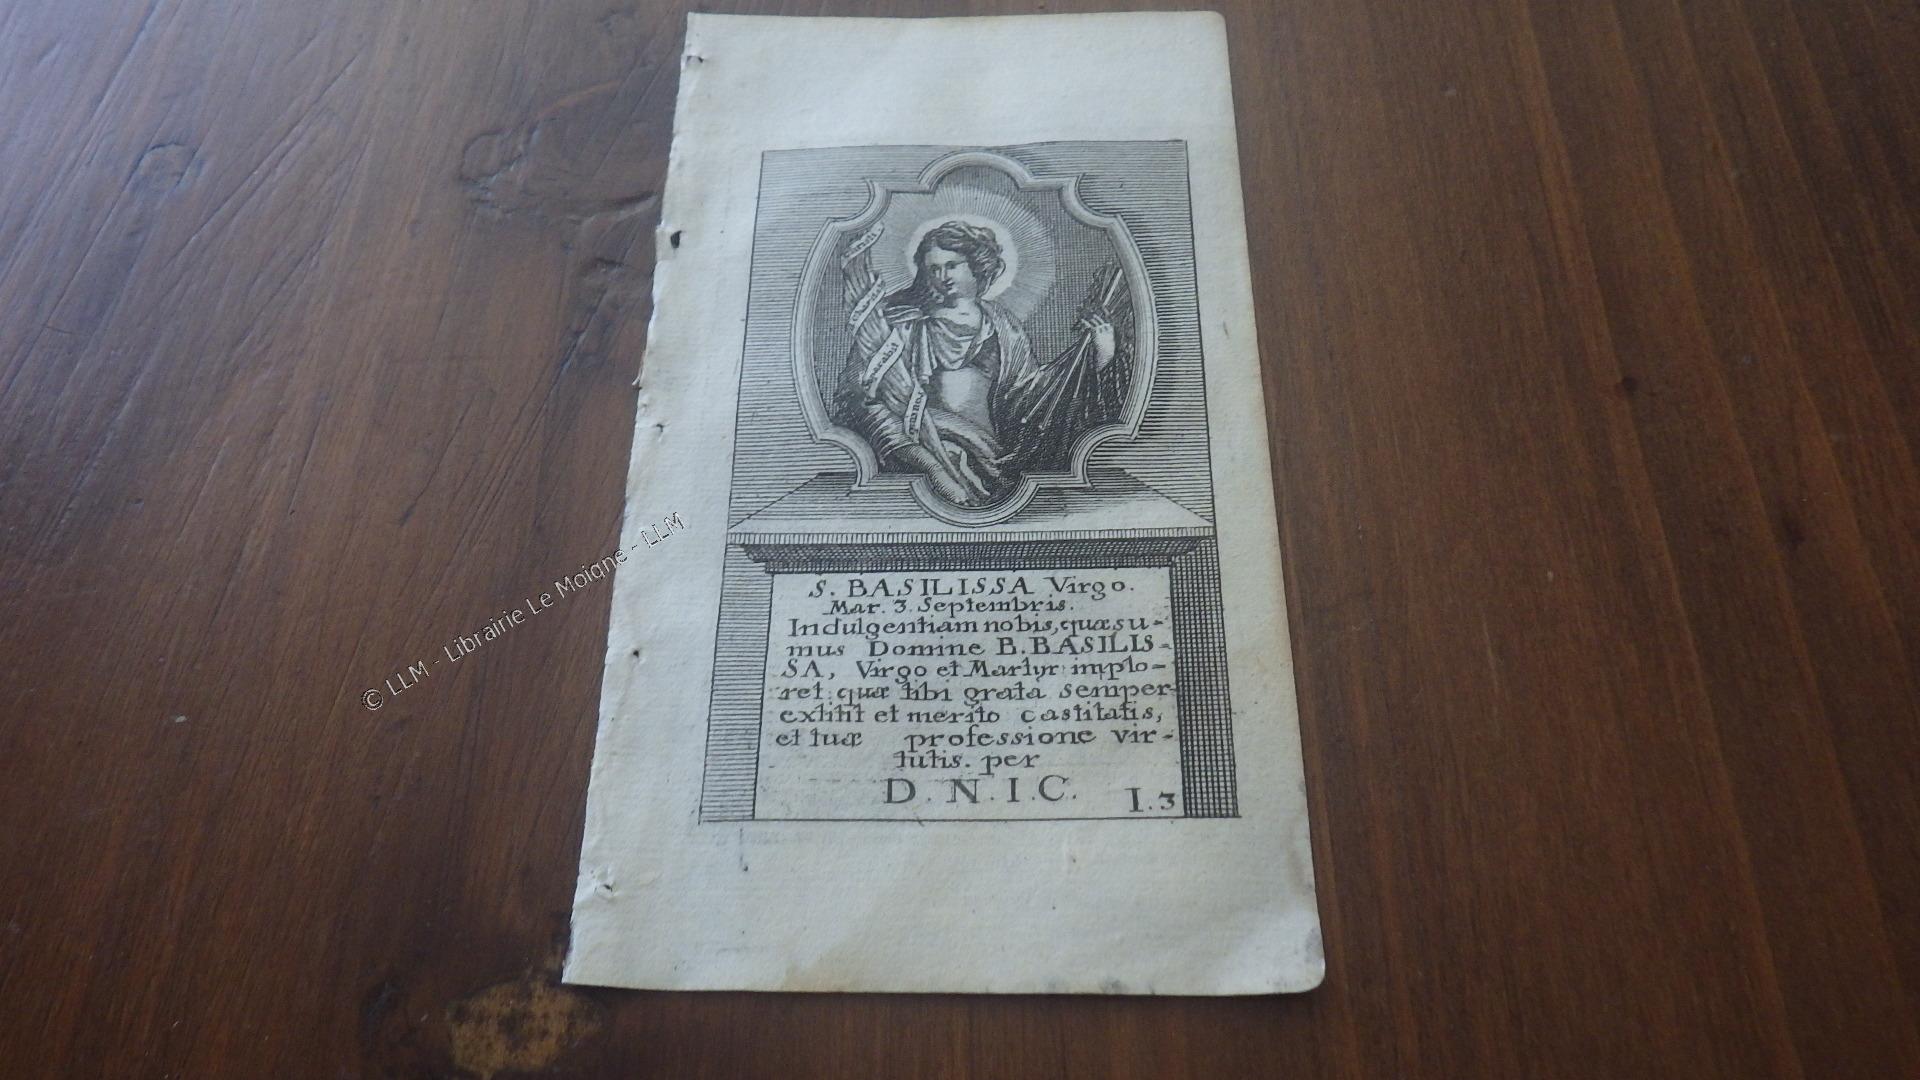 S. BASILISSA Virgo.
Mar. 3. Septembris.
Indulgentiam nobis, quæsu-
mus Domine B. BASILIS-
SA, Virgo et Martyr implo-
ret quæ tibi grata semper
extitit et merito castitatis,
et tuæ professione vir-
tutis. per
D. N. I. C.
I. 3
© LLM - Librairie Le Moigne - LLM